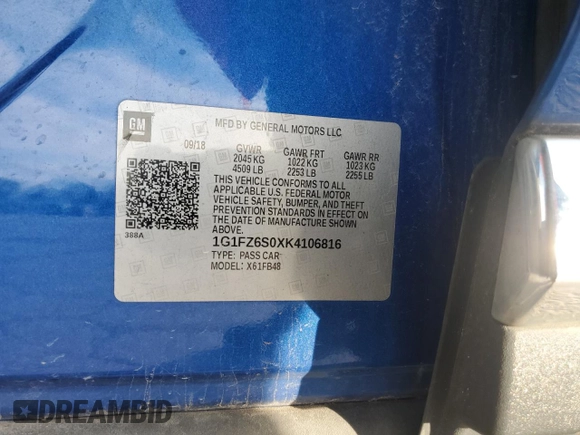 GM
MFD BY GENERAL MOTORS LLC
09/18
GVWR GAWR FRT GAWR RR
2045 KG 1022 KG 1023 KG
4509 LB 2253 LB 2255 LB
THIS VEHICLE CONFORMS TO ALL
APPLICABLE U.S. FEDERAL MOTOR
VEHICLE SAFETY, BUMPER, AND THEFT
PREVENTION STANDARDS IN EFFECT ON
THE DATE OF MANUFACTURE SHOWN
ABOVE.
388A
1G1FZ6S0XK4106816
TYPE: PASS CAR
MODEL: X61FB48
DREAMBID